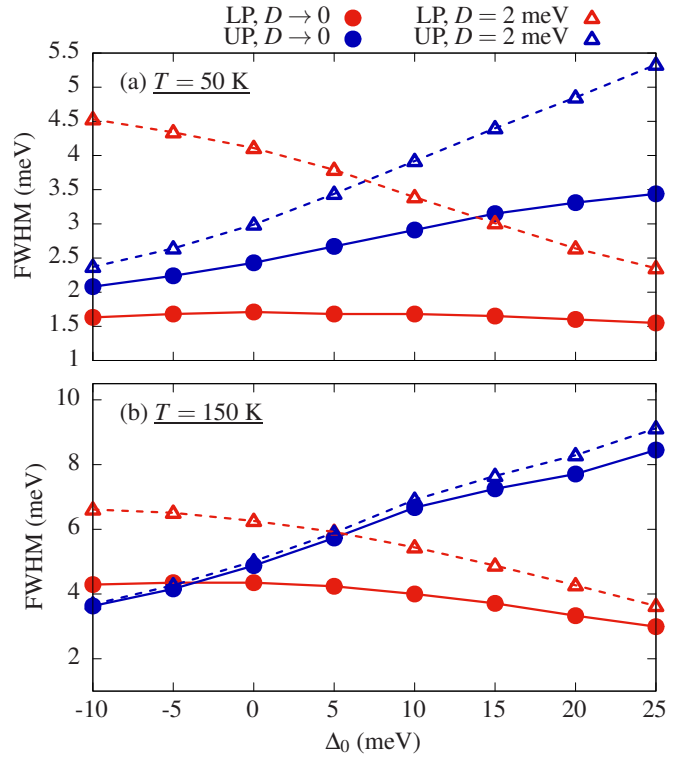 LP, D → 0 LP, D = 2 meV
UP, D → 0 UP, D = 2 meV
(a) T = 50 K
FWHM (meV)
5.5
5
4.5
4
3.5
3
2.5
2
1.5
1
(b) T = 150 K
FWHM (meV)
10
8
6
4
2
-10 -5 0 5 10 15 20 25
Δ₀ (meV)